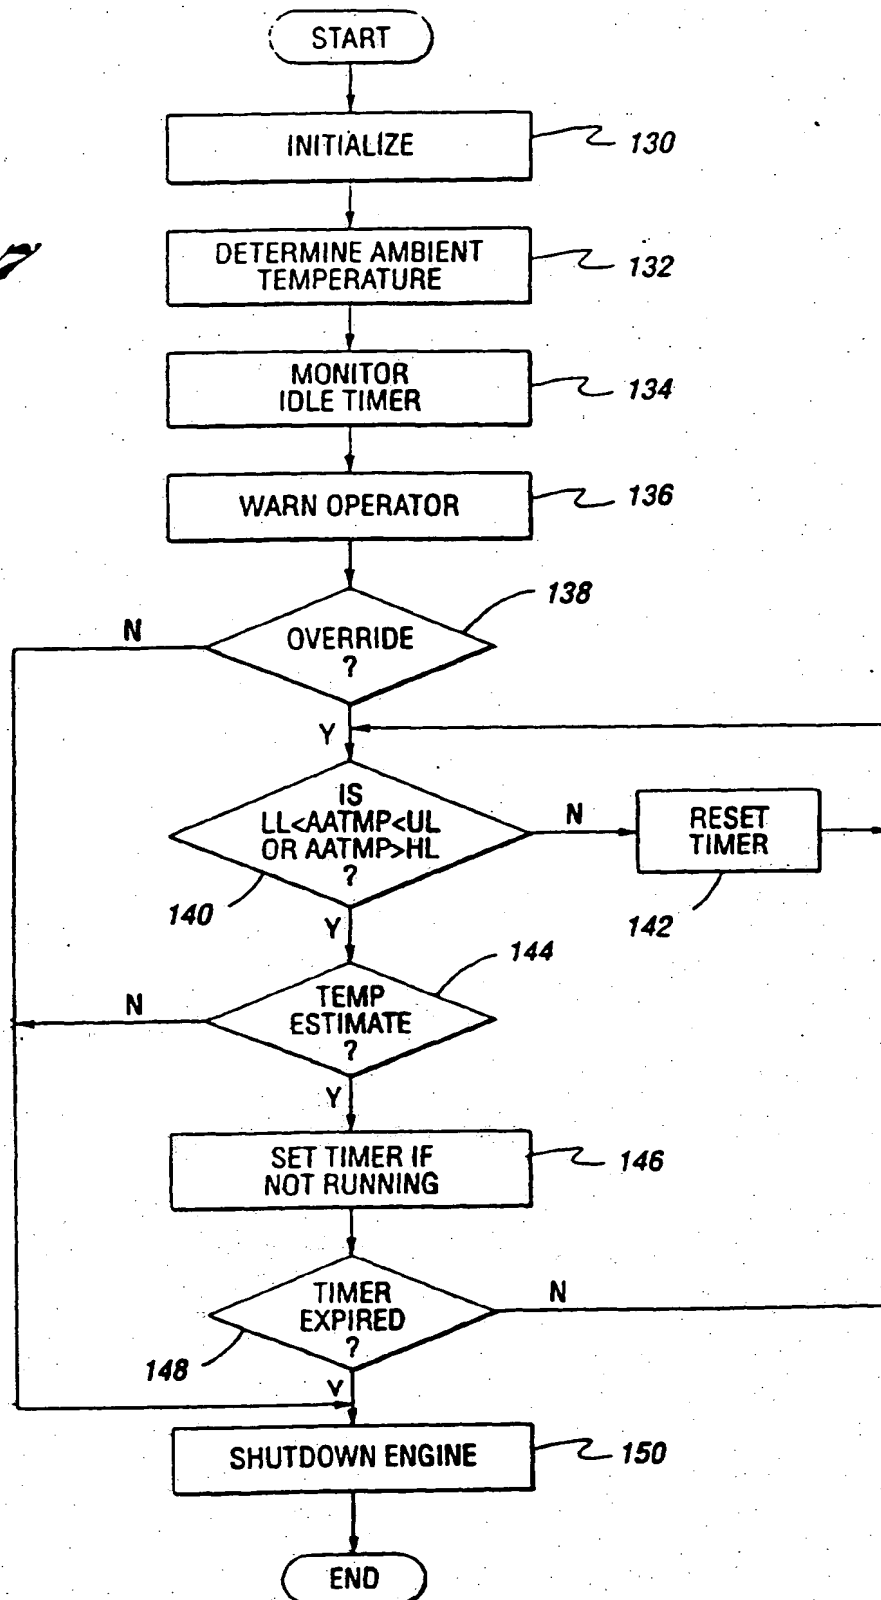 START
INITIALIZE
130
DETERMINE AMBIENT
TEMPERATURE
132
MONITOR
IDLE TIMER
134
WARN OPERATOR
136
138
N
OVERRIDE
?
Y
IS
LL<AATMP<UL
OR AATMP>HL
?
140
N
RESET
TIMER
142
Y
144
N
TEMP
ESTIMATE
?
Y
SET TIMER IF
NOT RUNNING
146
TIMER
EXPIRED
?
N
148
Y
SHUTDOWN ENGINE
150
END